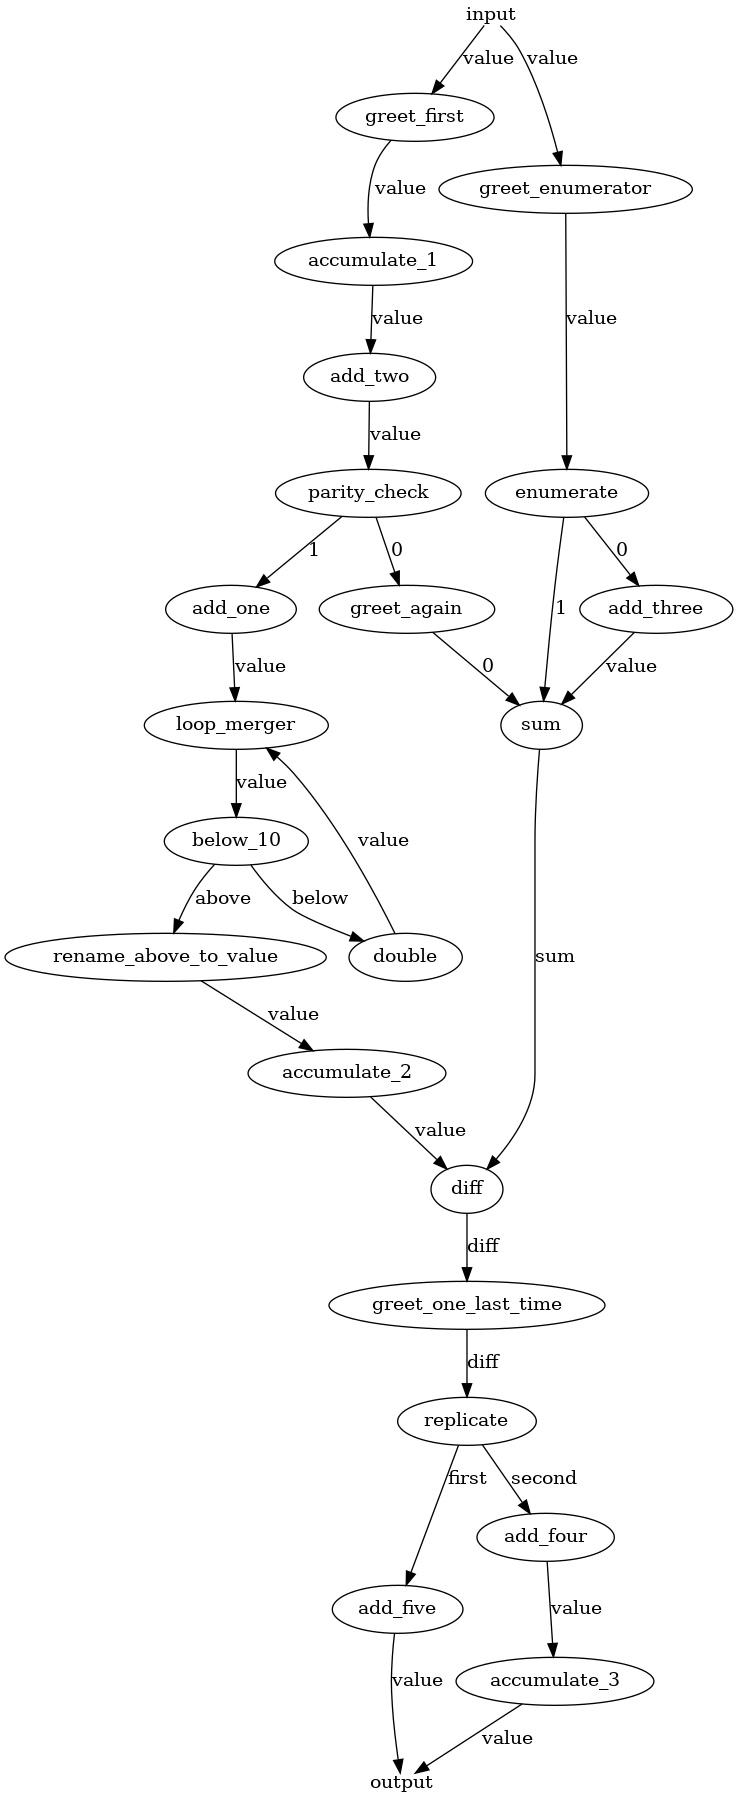 input
value
value
greet_first
greet_enumerator
value
accumulate_1
value
value
add_two
value
parity_check
enumerate
1
0
0
add_one
greet_again
1
add_three
value
0
value
loop_merger
sum
value
value
below_10
above
below
rename_above_to_value
double
sum
value
accumulate_2
value
diff
diff
greet_one_last_time
diff
replicate
first
second
add_four
add_five
value
value
accumulate_3
value
output